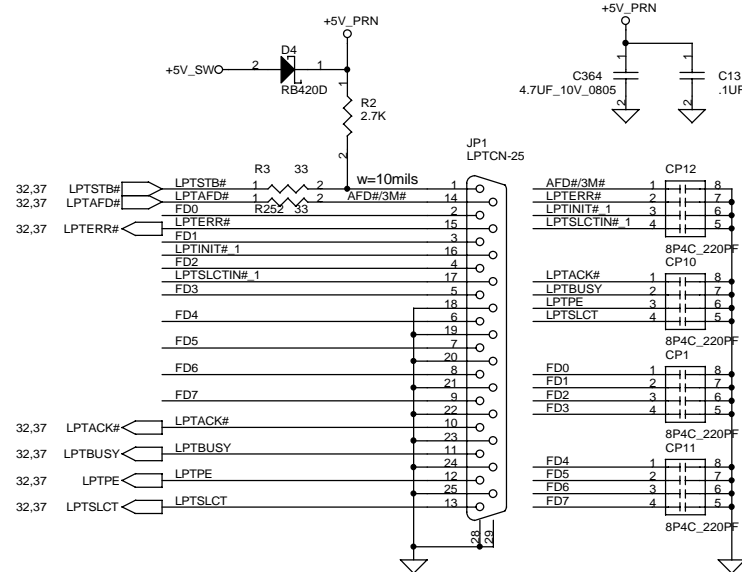 +5V_PRN
+5V_PRN
+5V_SW
2
D4
1
RB420D
1
R2
2.7K
2
1
C364
4.7UF_10V_0805
2
1
C13
.1UF
2
JP1
LPTCN-25
R3 33
w=10mils
32,37 LPTSTB# LPTSTB# 1 2 1
32,37 LPTAFD# LPTAFD# 1 2 AFD#/3M# 14
R252 33
FD0 2
32,37 LPTERR# LPTERR# 15
FD1 3
LPTINIT#_1 16
FD2 4
LPTSLCTIN#_1 17
FD3 5
18
FD4 6
19
FD5 7
20
FD6 8
21
FD7 9
22
32,37 LPTACK# LPTACK# 10
23
32,37 LPTBUSY LPTBUSY 11
24
32,37 LPTPE LPTPE 12
25
32,37 LPTSLCT LPTSLCT 13
28
29
CP12
AFD#/3M# 1 8
LPTERR# 2 7
LPTINIT#_1 3 6
LPTSLCTIN#_1 4 5
8P4C_220PF
CP10
LPTACK# 1 8
LPTBUSY 2 7
LPTPE 3 6
LPTSLCT 4 5
8P4C_220PF
CP1
FD0 1 8
FD1 2 7
FD2 3 6
FD3 4 5
8P4C_220PF
CP11
FD4 1 8
FD5 2 7
FD6 3 6
FD7 4 5
8P4C_220PF